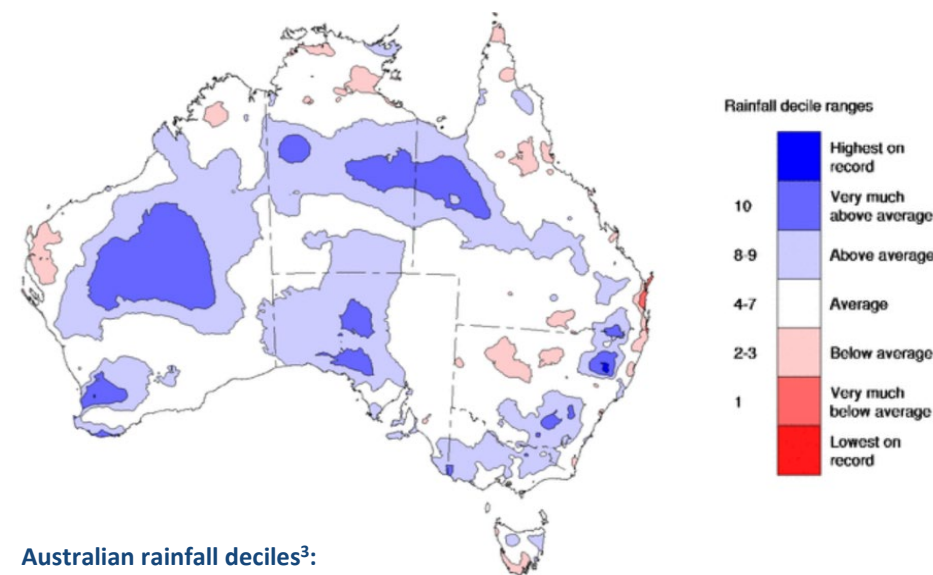 Rainfall decile ranges
Highest on
record
10
Very much
above average
8-9
Above average
4-7
Average
2-3
Below average
1
Very much
below average
Lowest on
record
Australian rainfall deciles³: